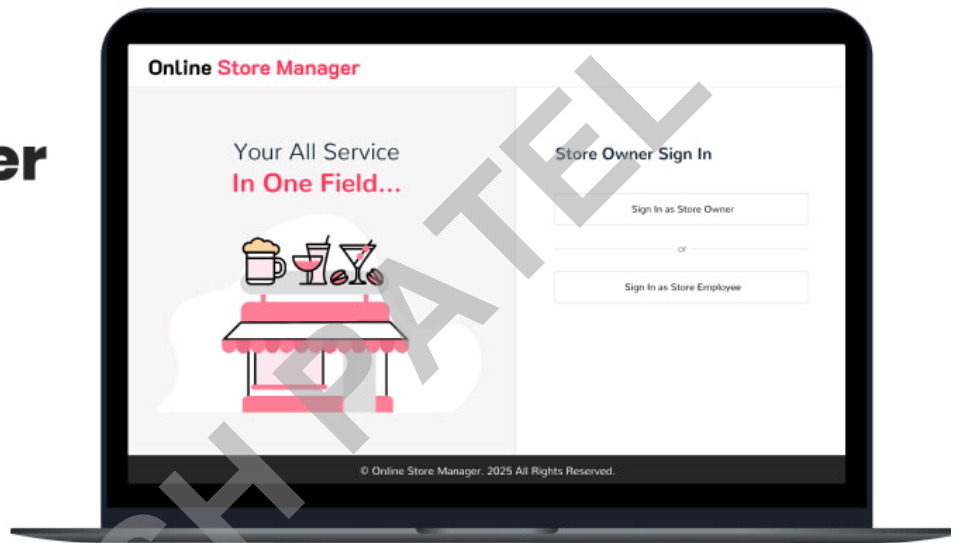 er
Online Store Manager
Your All Service
In One Field...
Store Owner Sign In
Sign In as Store Owner
or
Sign In as Store Employee
© Online Store Manager. 2025 All Rights Reserved.
SH PATEL